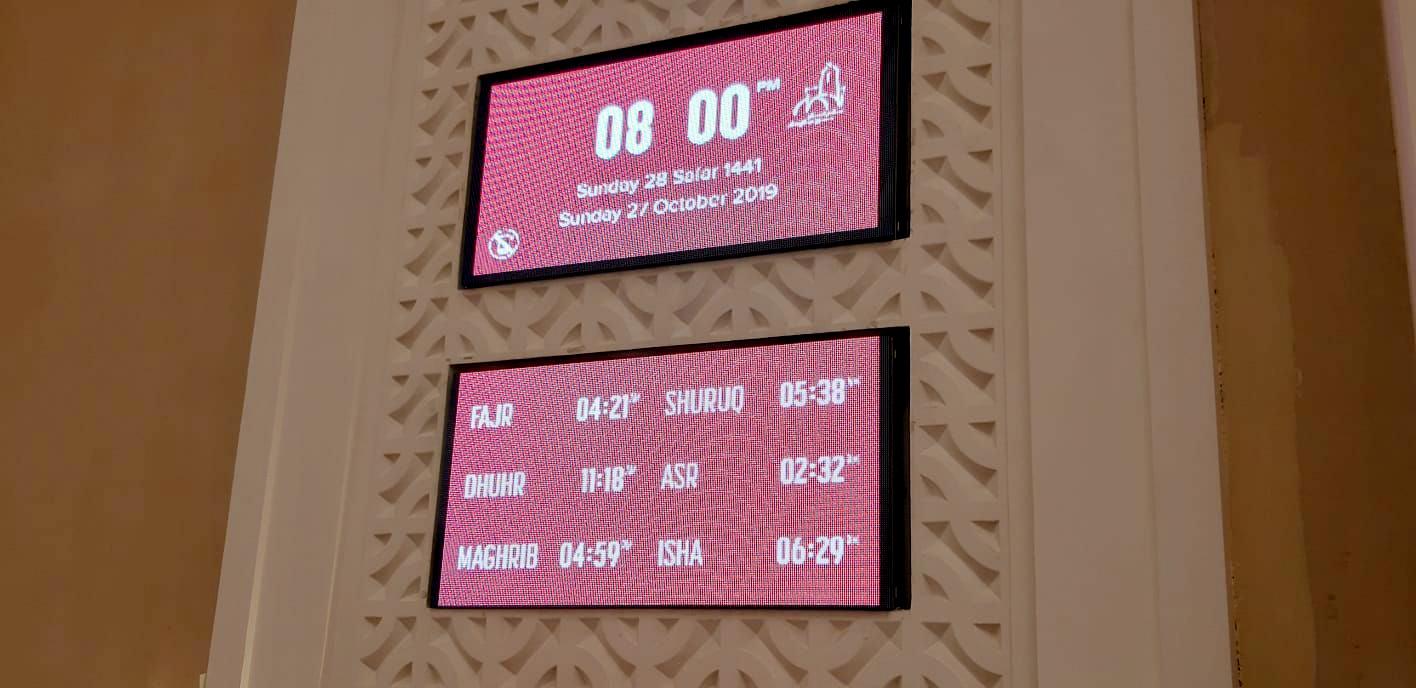 08 00 PM
Sunday 28 Safar 1441
Sunday 27 October 2019
FAJR 04:21 SHURUQ 05:38
DHUHR 11:18 ASR 02:32
MAGHRIB 04:59 ISHA 06:29